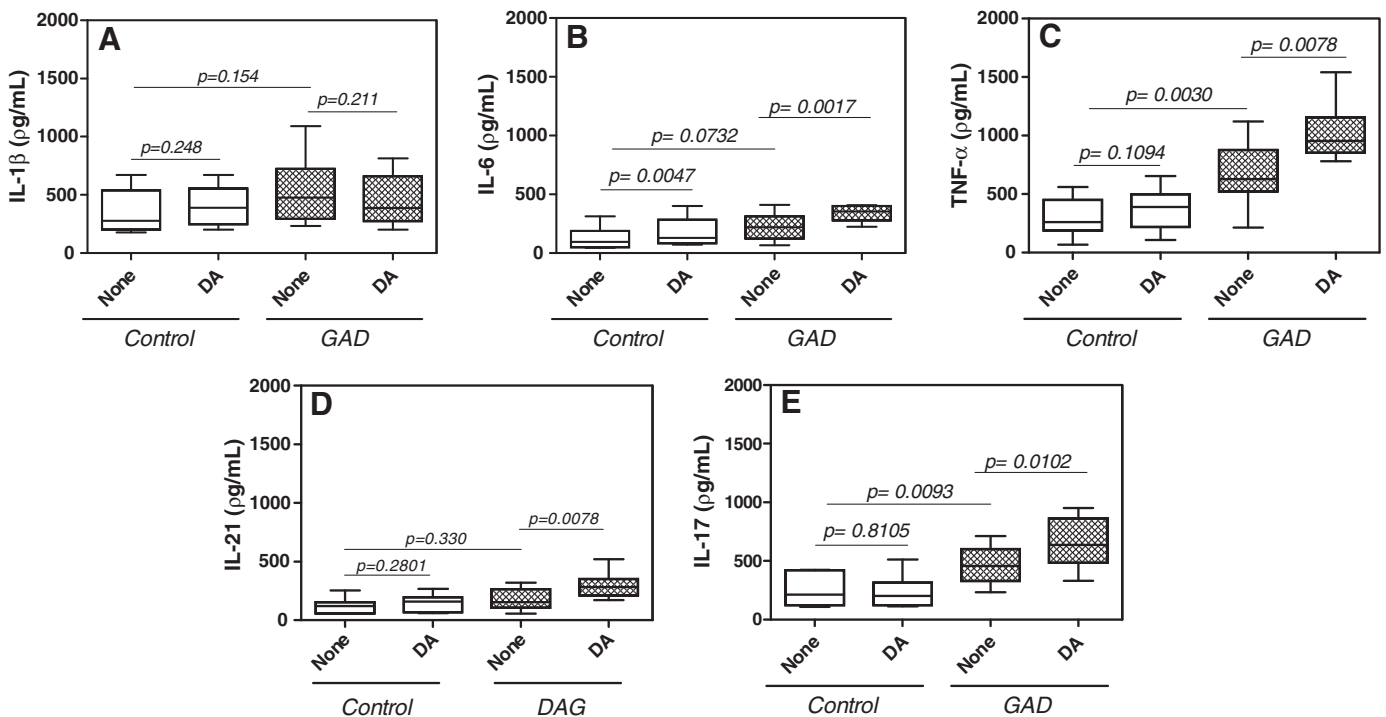 A
IL-1β (ρg/mL)
2000
1500
1000
500
0
p=0.154
p=0.211
p=0.248
None
DA
None
DA
Control
GAD
B
IL-6 (ρg/mL)
2000
1500
1000
500
0
p= 0.0017
p= 0.0732
p= 0.0047
None
DA
None
DA
Control
GAD
C
TNF-α (ρg/mL)
2000
1500
1000
500
0
p= 0.0078
p= 0.0030
p= 0.1094
None
DA
None
DA
Control
GAD
D
IL-21 (ρg/mL)
2000
1500
1000
500
0
p=0.0078
p=0.330
p=0.2801
None
DA
None
DA
Control
DAG
E
IL-17 (ρg/mL)
2000
1500
1000
500
0
p= 0.0102
p= 0.0093
p= 0.8105
None
DA
None
DA
Control
GAD